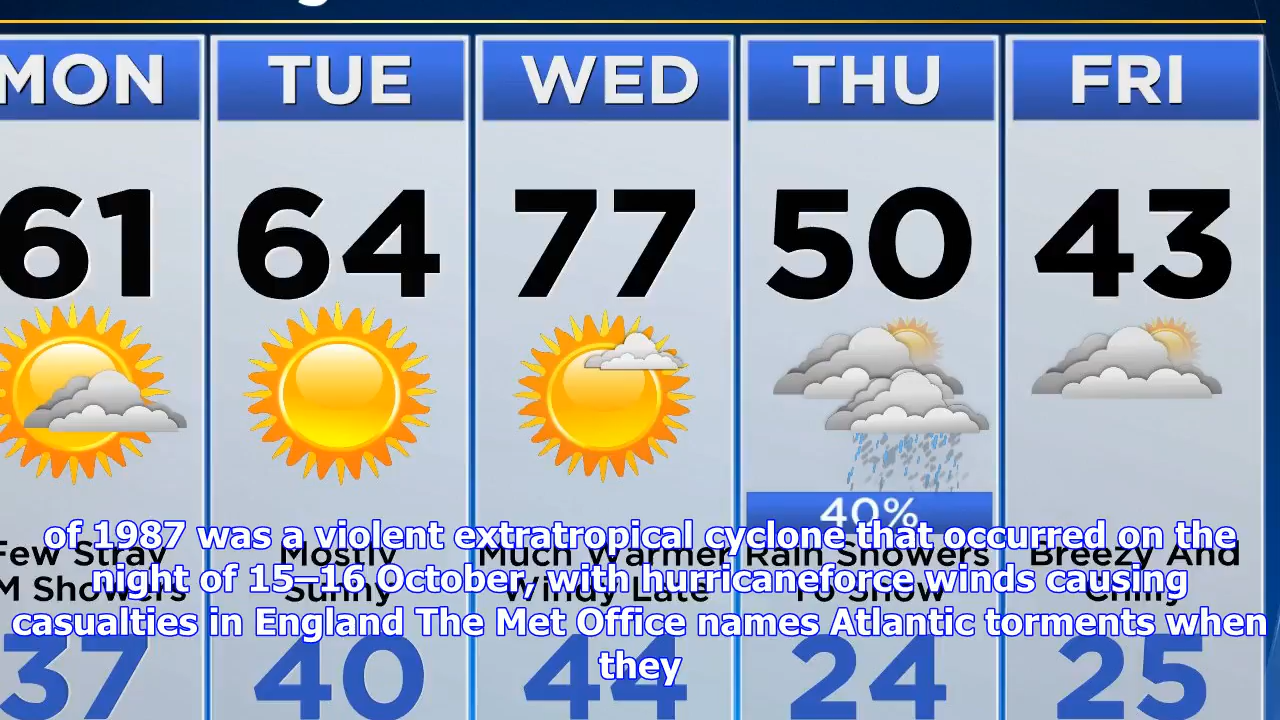 MON TUE WED THU FRI
61 64 77 50 43
40%
Few Stray Mostly Much Warmer Rain Showers Breezy And
M Showers Sunny Windy Late To Snow Chilly
37 40 44 24 25
of 1987 was a violent extratropical cyclone that occurred on the
night of 15–16 October, with hurricaneforce winds causing
casualties in England The Met Office names Atlantic torments when
they